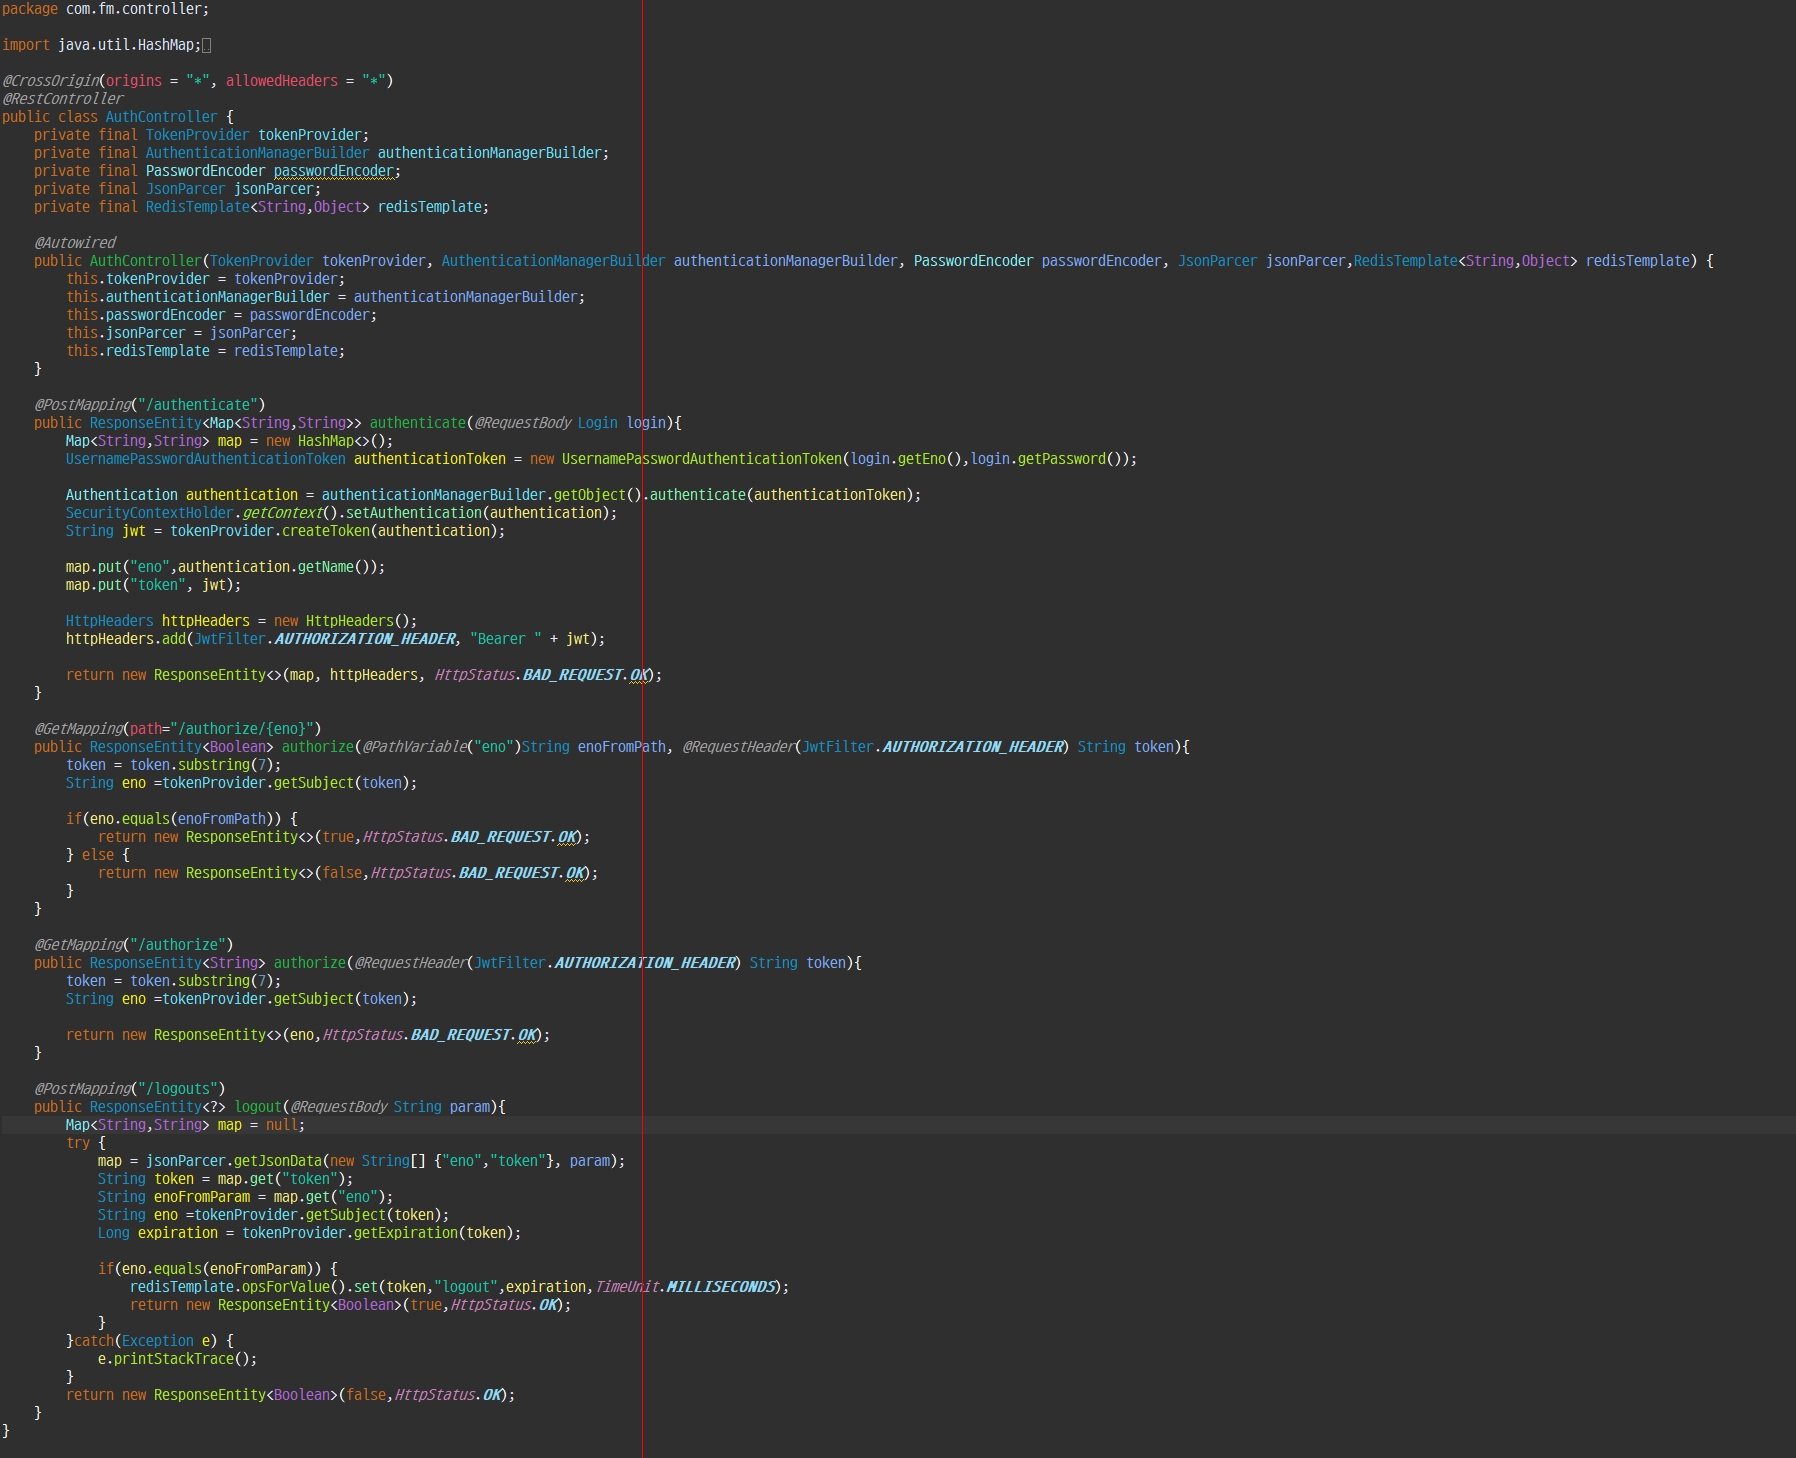 package com.fm.controller;
import java.util.HashMap;
@CrossOrigin(origins = "*", allowedHeaders = "*")
@RestController
public class AuthController {
private final TokenProvider tokenProvider;
private final AuthenticationManagerBuilder authenticationManagerBuilder;
private final PasswordEncoder passwordEncoder;
private final JsonParcer jsonParcer;
private final RedisTemplate<String,Object> redisTemplate;
@Autowired
public AuthController(TokenProvider tokenProvider, AuthenticationManagerBuilder authenticationManagerBuilder, PasswordEncoder passwordEncoder, JsonParcer jsonParcer,RedisTemplate<String,Object> redisTemplate) {
this.tokenProvider = tokenProvider;
this.authenticationManagerBuilder = authenticationManagerBuilder;
this.passwordEncoder = passwordEncoder;
this.jsonParcer = jsonParcer;
this.redisTemplate = redisTemplate;
}
@PostMapping("/authenticate")
public ResponseEntity<Map<String,String>> authenticate(@RequestBody Login login){
Map<String,String> map = new HashMap<>();
UsernamePasswordAuthenticationToken authenticationToken = new UsernamePasswordAuthenticationToken(login.getEno(),login.getPassword());
Authentication authentication = authenticationManagerBuilder.getObject().authenticate(authenticationToken);
SecurityContextHolder.getContext().setAuthentication(authentication);
String jwt = tokenProvider.createToken(authentication);
map.put("eno",authentication.getName());
map.put("token", jwt);
HttpHeaders httpHeaders = new HttpHeaders();
httpHeaders.add(JwtFilter.AUTHORIZATION_HEADER, "Bearer " + jwt);
return new ResponseEntity<>(map, httpHeaders, HttpStatus.BAD_REQUEST.OK);
}
@GetMapping(path="/authorize/{eno}")
public ResponseEntity<Boolean> authorize(@PathVariable("eno")String enoFromPath, @RequestHeader(JwtFilter.AUTHORIZATION_HEADER) String token){
token = token.substring(7);
String eno =tokenProvider.getSubject(token);
if(eno.equals(enoFromPath)) {
return new ResponseEntity<>(true,HttpStatus.BAD_REQUEST.OK);
} else {
return new ResponseEntity<>(false,HttpStatus.BAD_REQUEST.OK);
}
}
@GetMapping("/authorize")
public ResponseEntity<String> authorize(@RequestHeader(JwtFilter.AUTHORIZATION_HEADER) String token){
token = token.substring(7);
String eno =tokenProvider.getSubject(token);
return new ResponseEntity<>(eno,HttpStatus.BAD_REQUEST.OK);
}
@PostMapping("/logouts")
public ResponseEntity<?> logout(@RequestBody String param){
Map<String,String> map = null;
try {
map = jsonParcer.getJsonData(new String[] {"eno","token"}, param);
String token = map.get("token");
String enoFromParam = map.get("eno");
String eno =tokenProvider.getSubject(token);
Long expiration = tokenProvider.getExpiration(token);
if(eno.equals(enoFromParam)) {
redisTemplate.opsForValue().set(token,"logout",expiration,TimeUnit.MILLISECONDS);
return new ResponseEntity<Boolean>(true,HttpStatus.OK);
}
}catch(Exception e) {
e.printStackTrace();
}
return new ResponseEntity<Boolean>(false,HttpStatus.OK);
}
}